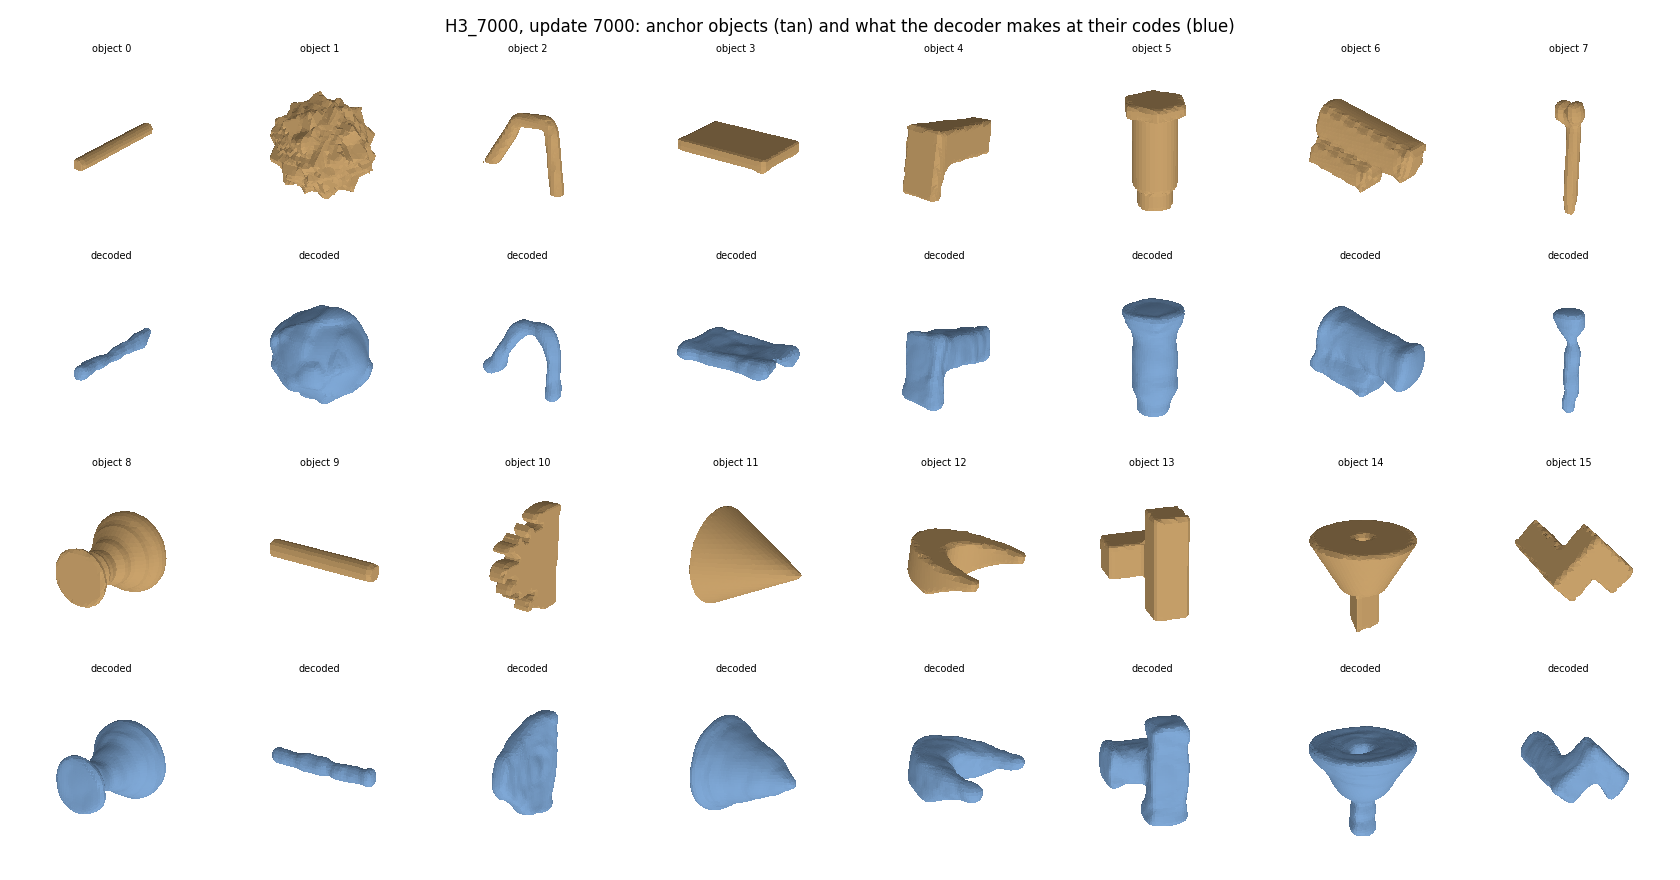 H3_7000, update 7000: anchor objects (tan) and what the decoder makes at their codes (blue)
object 0 object 1 object 2 object 3 object 4 object 5 object 6 object 7
decoded decoded decoded decoded decoded decoded decoded decoded
object 8 object 9 object 10 object 11 object 12 object 13 object 14 object 15
decoded decoded decoded decoded decoded decoded decoded decoded